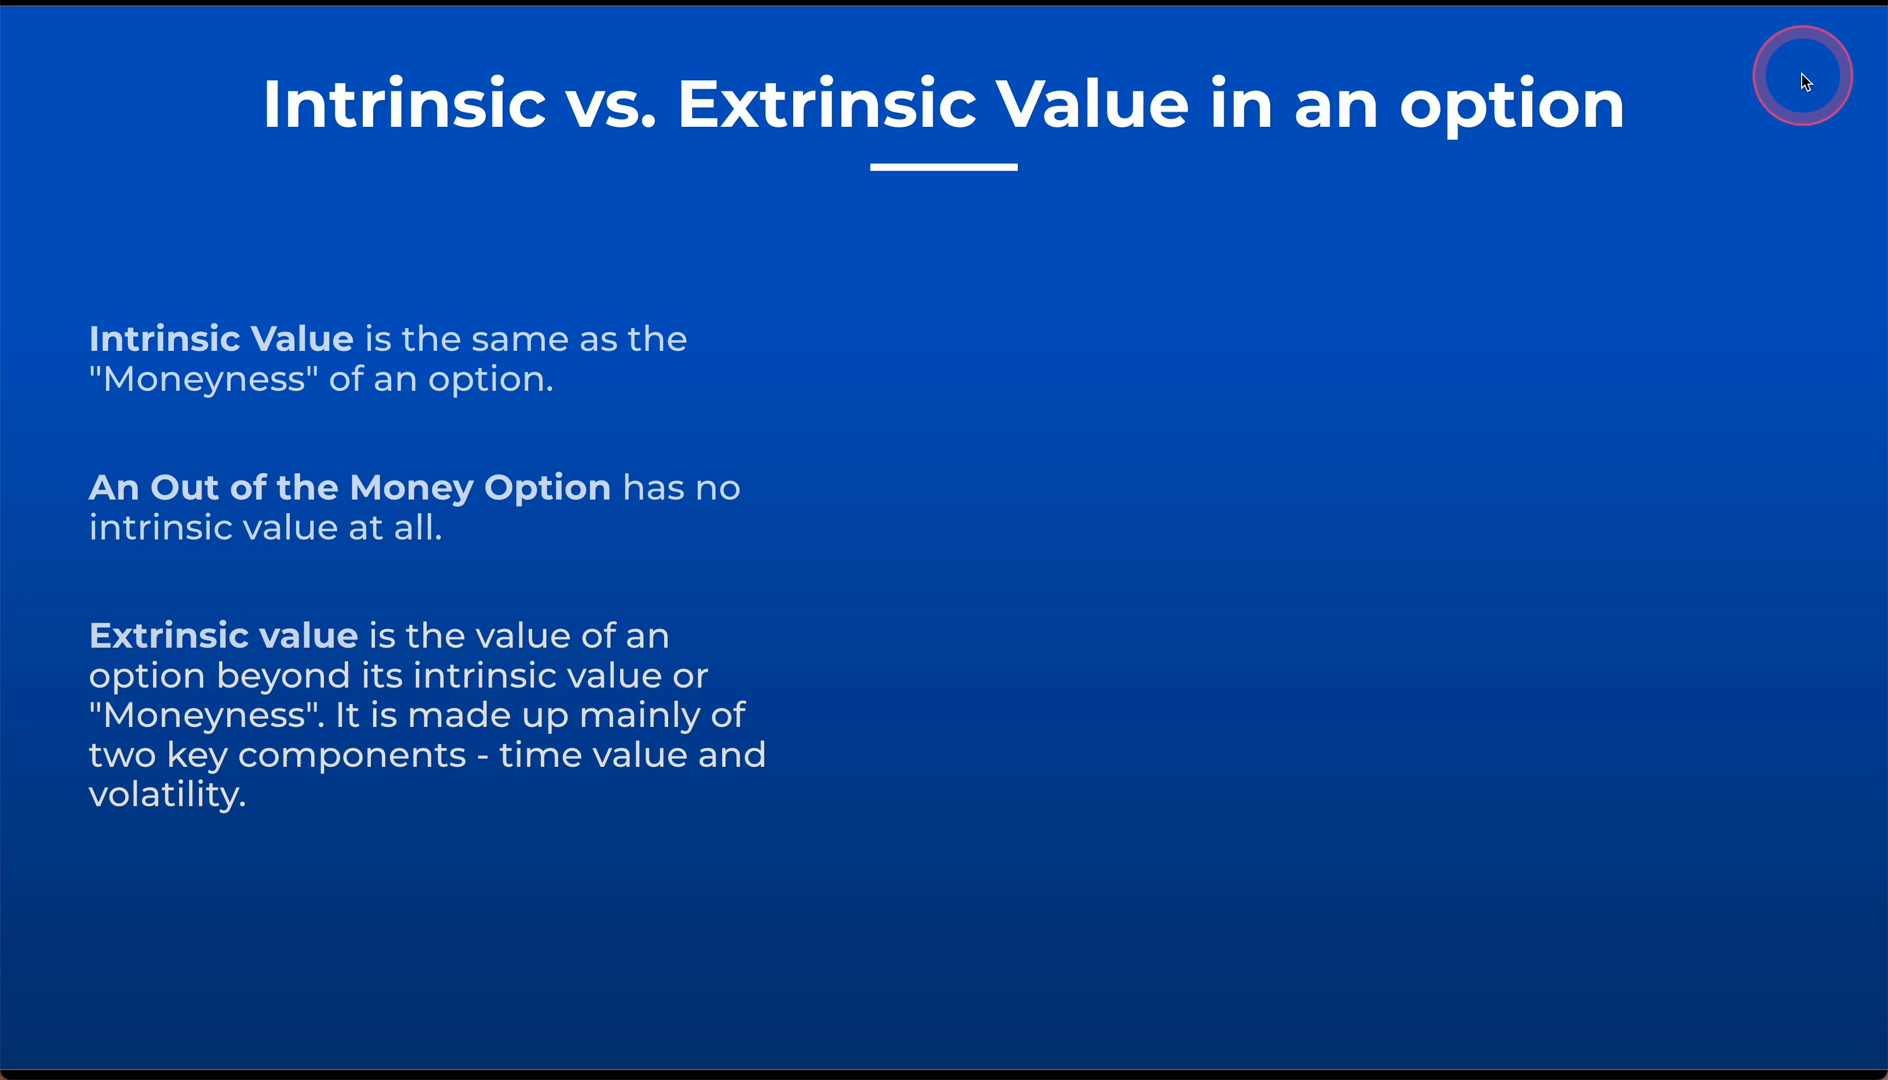 Intrinsic vs. Extrinsic Value in an option
Intrinsic Value is the same as the
"Moneyness" of an option.
An Out of the Money Option has no
intrinsic value at all.
Extrinsic value is the value of an
option beyond its intrinsic value or
"Moneyness". It is made up mainly of
two key components - time value and
volatility.